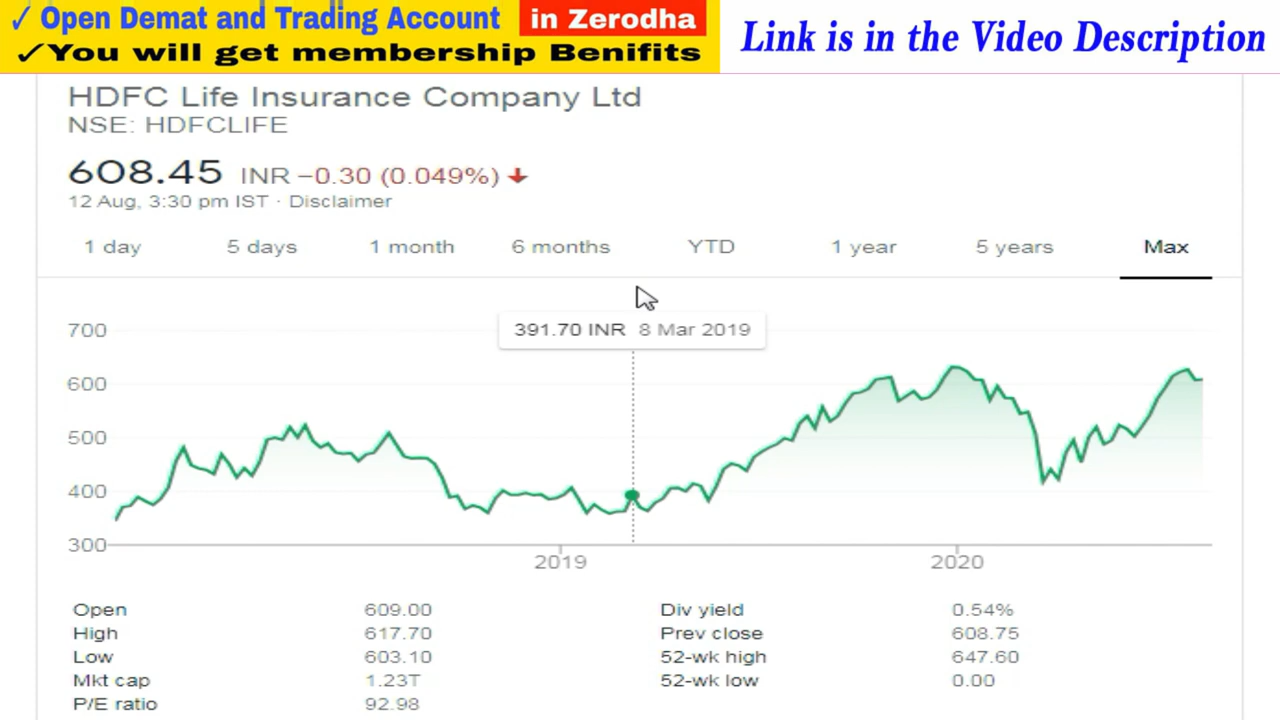 ✓ Open Demat and Trading Account in Zerodha
✓You will get membership Benifits
Link is in the Video Description
HDFC Life Insurance Company Ltd
NSE: HDFCLIFE
608.45 INR −0.30 (0.049%) ↓
12 Aug, 3:30 pm IST · Disclaimer
1 day 5 days 1 month 6 months YTD 1 year 5 years Max
391.70 INR 8 Mar 2019
700
600
500
400
300
2019 2020
Open 609.00 Div yield 0.54%
High 617.70 Prev close 608.75
Low 603.10 52-wk high 647.60
Mkt cap 1.23T 52-wk low 0.00
P/E ratio 92.98